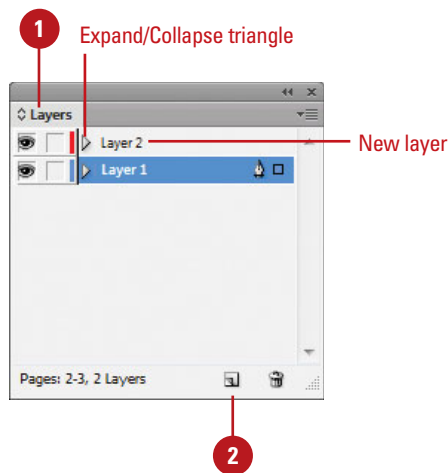 1
Expand/Collapse triangle
Layers
Layer 2
New layer
Layer 1
Pages: 2-3, 2 Layers
2